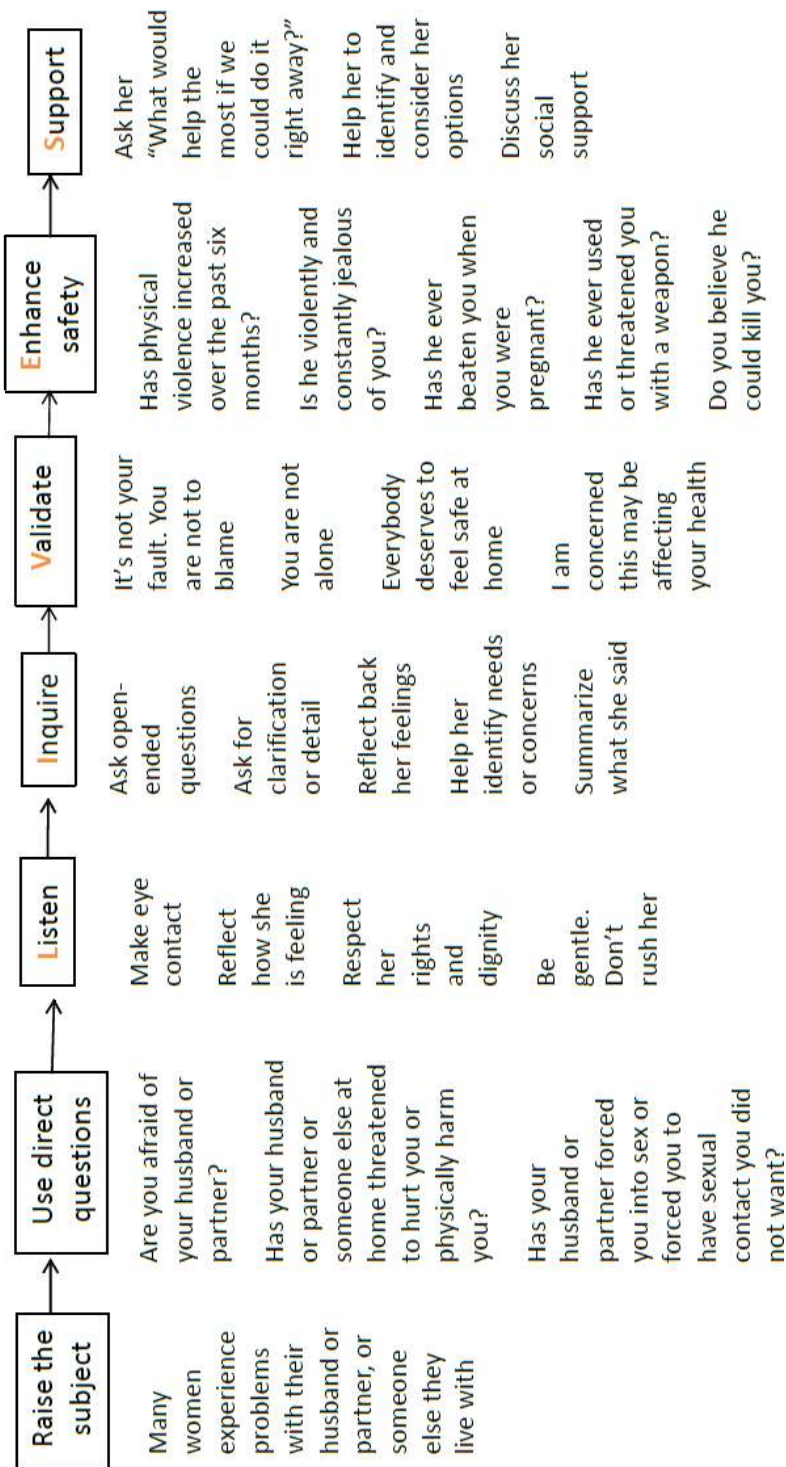 Raise the
subject
Many
women
experience
problems
with their
husband or
partner, or
someone
else they
live with
Use direct
questions
Are you afraid of
your husband or
partner?
Has your husband
or partner or
someone else at
home threatened
to hurt you or
physically harm
you?
Has your
husband or
partner forced
you into sex or
forced you to
have sexual
contact you did
not want?
Listen
Make eye
contact
Reflect
how she
is feeling
Respect
her
rights
and
dignity
Be
gentle.
Don't
rush her
Inquire
Ask open-
ended
questions
Ask for
clarification
or detail
Reflect back
her feelings
Help her
identify needs
or concerns
Summarize
what she said
Validate
It's not your
fault. You
are not to
blame
You are not
alone
Everybody
deserves to
feel safe at
home
I am
concerned
this may be
affecting
your health
Enhance
safety
Has physical
violence increased
over the past six
months?
Is he violently and
constantly jealous
of you?
Has he ever
beaten you when
you were
pregnant?
Has he ever used
or threatened you
with a weapon?
Do you believe he
could kill you?
Support
Ask her
"What would
help the
most if we
could do it
right away?"
Help her to
identify and
consider her
options
Discuss her
social
support